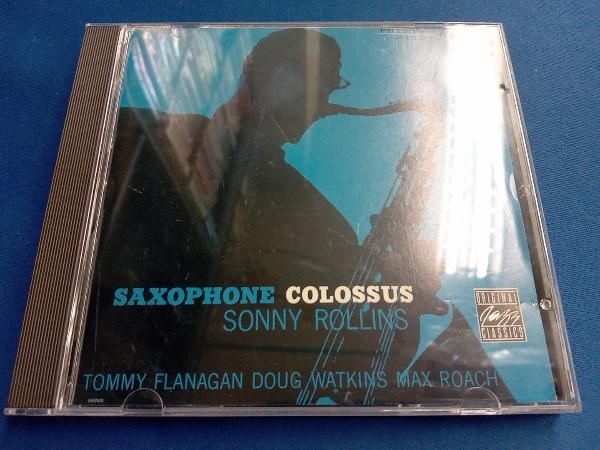 SAXOPHONE COLOSSUS
SONNY ROLLINS
ORIGINAL
Jazz
CLASSICS
TOMMY FLANAGAN DOUG WATKINS MAX ROACH